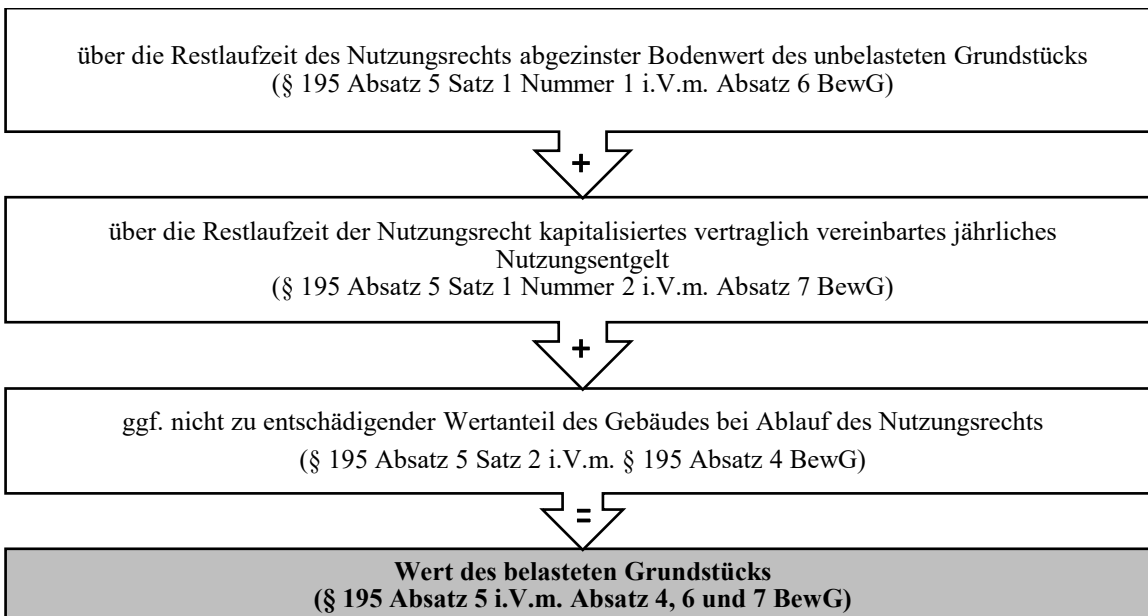 über die Restlaufzeit des Nutzungsrechts abgezinster Bodenwert des unbelasteten Grundstücks
(§ 195 Absatz 5 Satz 1 Nummer 1 i.V.m. Absatz 6 BewG)
+
über die Restlaufzeit der Nutzungsrecht kapitalisiertes vertraglich vereinbartes jährliches
Nutzungsentgelt
(§ 195 Absatz 5 Satz 1 Nummer 2 i.V.m. Absatz 7 BewG)
+
ggf. nicht zu entschädigender Wertanteil des Gebäudes bei Ablauf des Nutzungsrechts
(§ 195 Absatz 5 Satz 2 i.V.m. § 195 Absatz 4 BewG)
=
Wert des belasteten Grundstücks
(§ 195 Absatz 5 i.V.m. Absatz 4, 6 und 7 BewG)